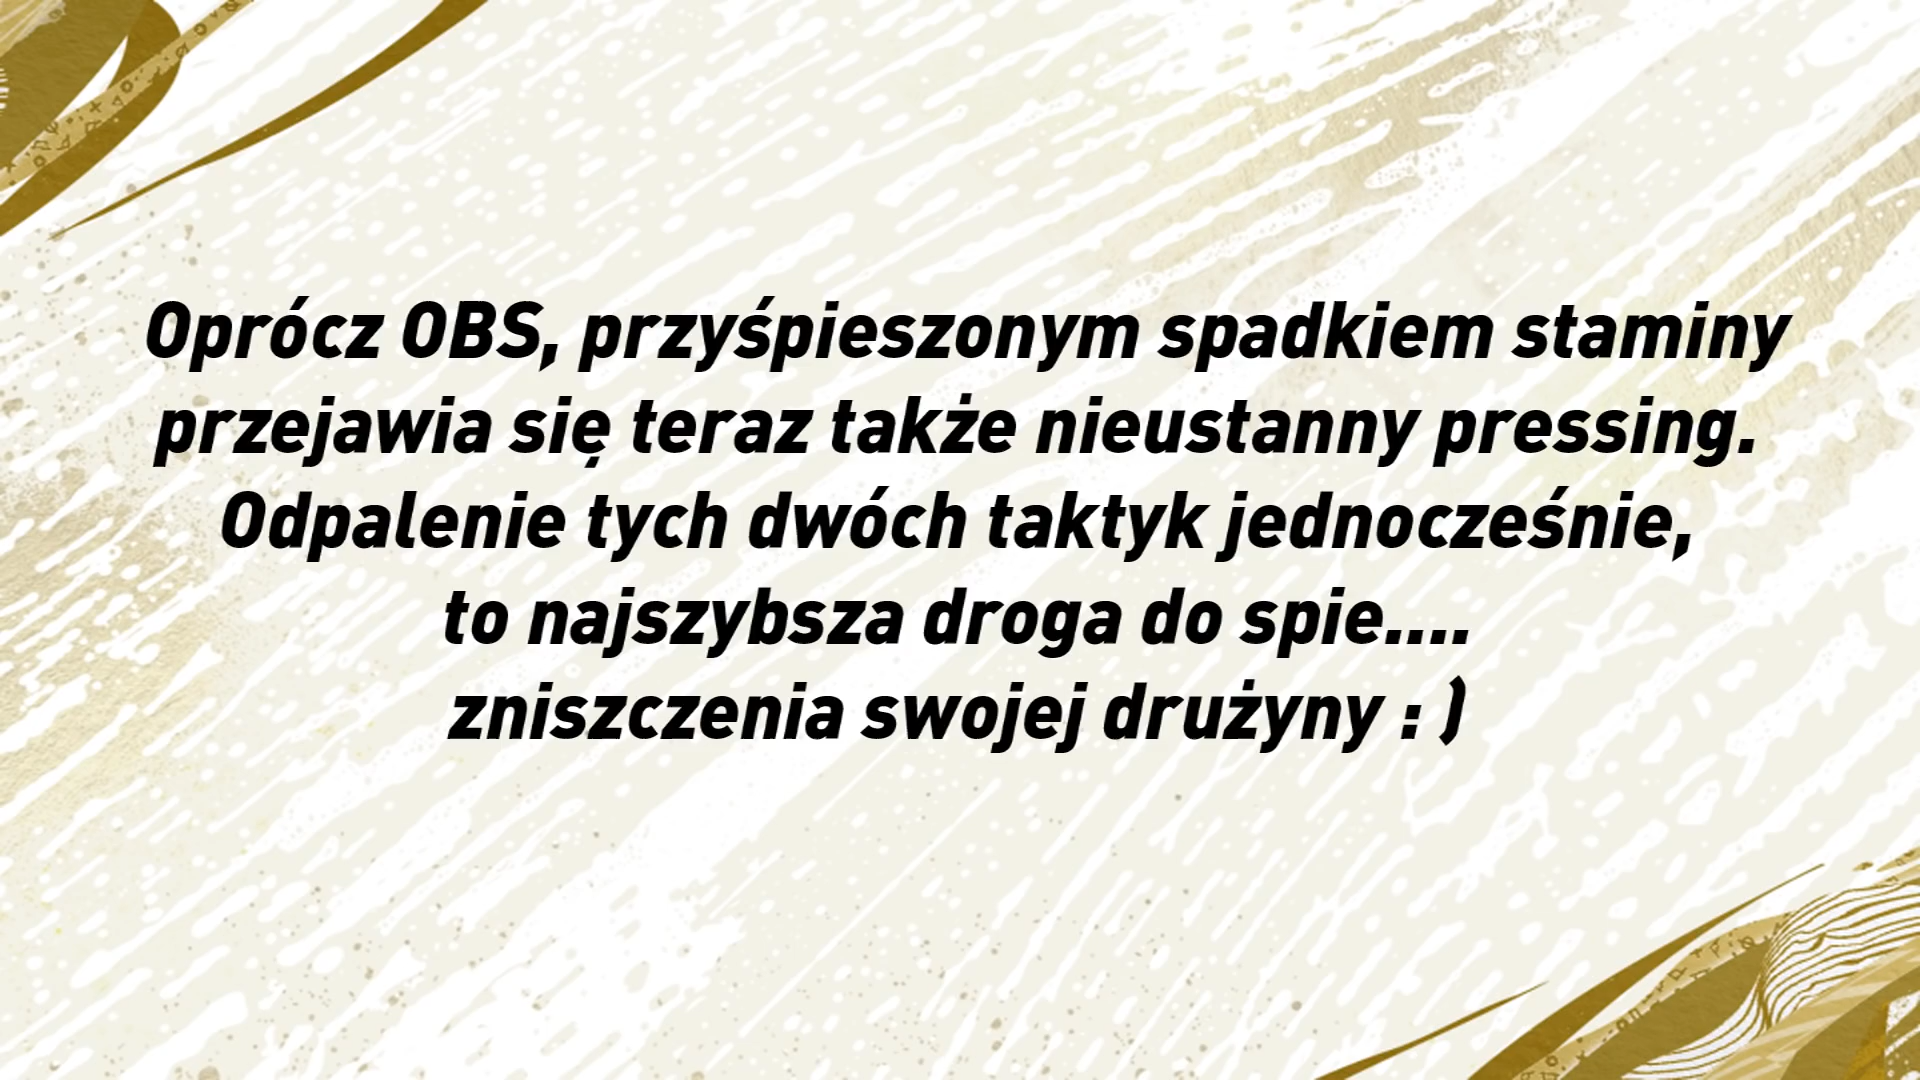 Oprócz OBS, przyśpieszonym spadkiem staminy
przejawia się teraz także nieustanny pressing.
Odpalenie tych dwóch taktyk jednocześnie,
to najszybsza droga do spie....
zniszczenia swojej drużyny : )